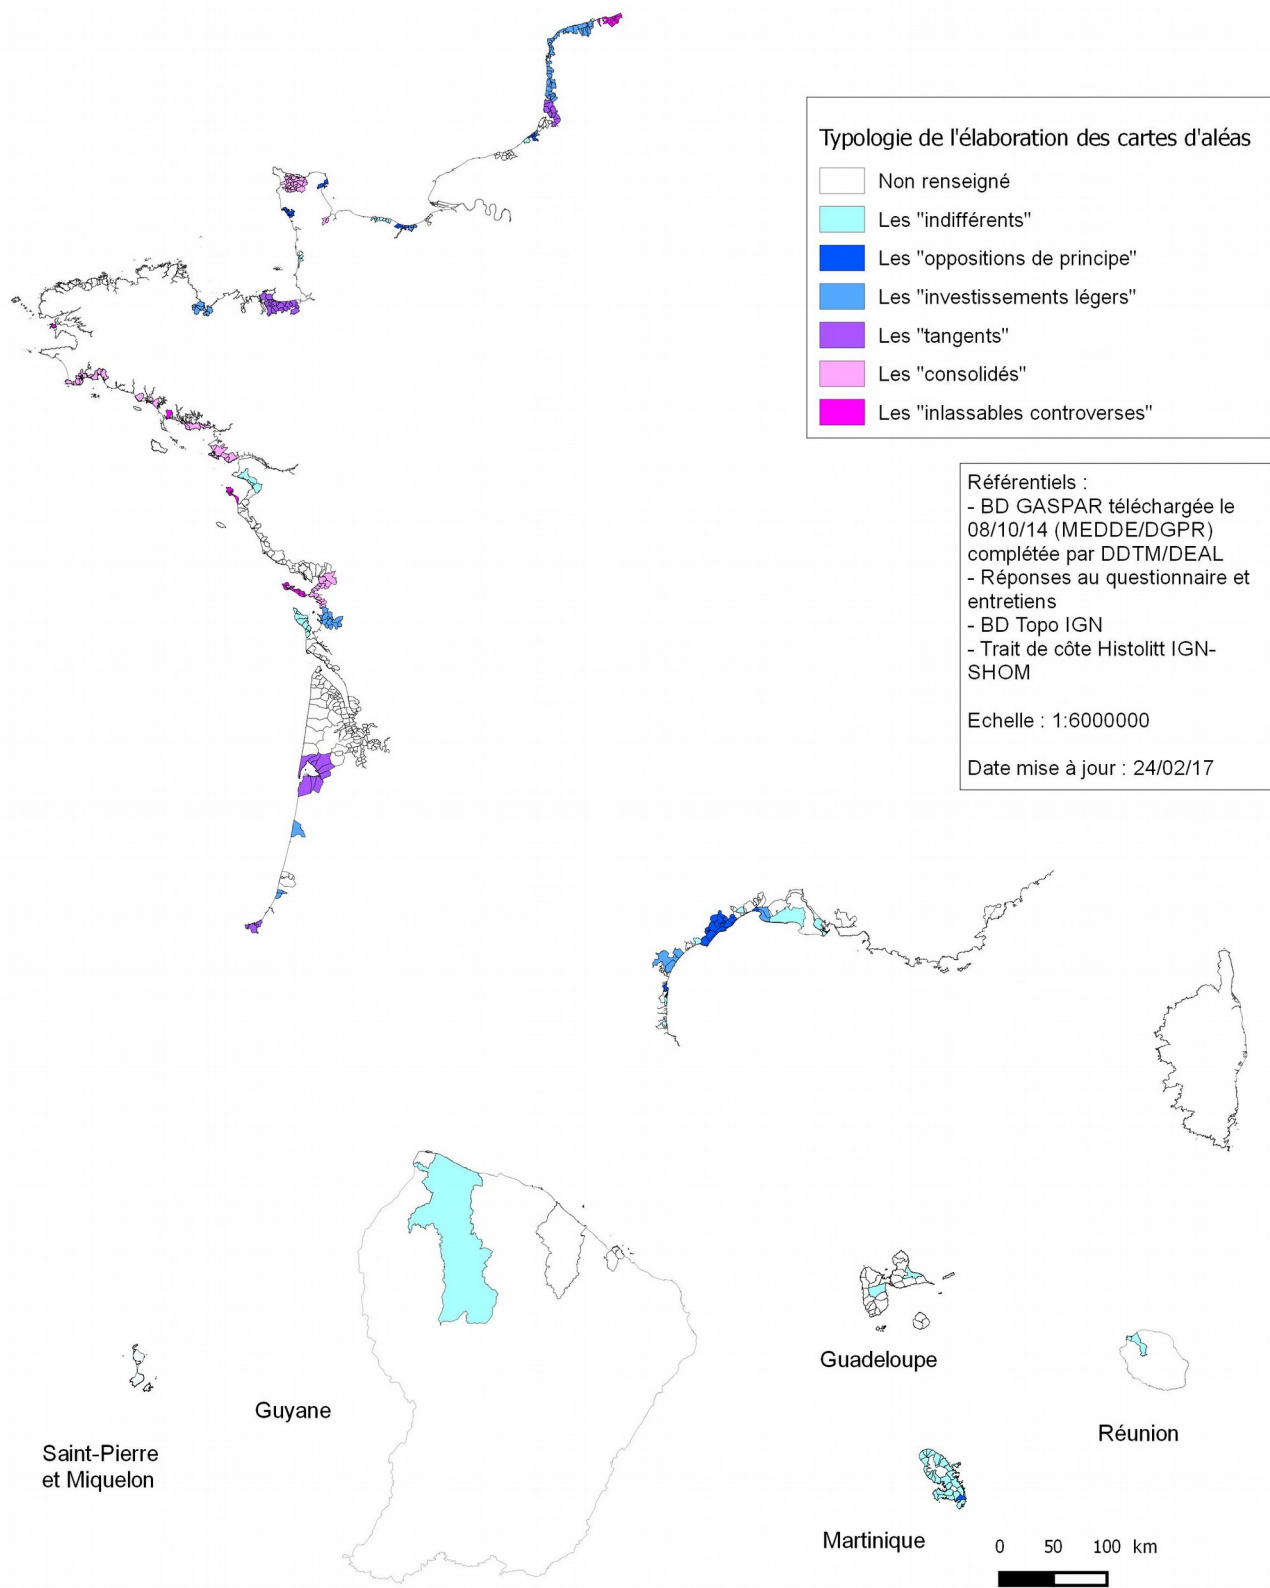 Typologie de l'élaboration des cartes d'aléas
Non renseigné
Les "indifférents"
Les "oppositions de principe"
Les "investissements légers"
Les "tangents"
Les "consolidés"
Les "inlassables controverses"
Référentiels :
- BD GASPAR téléchargée le
08/10/14 (MEDDE/DGPR)
complétée par DDTM/DEAL
- Réponses au questionnaire et
entretiens
- BD Topo IGN
- Trait de côte Histolitt IGN-
SHOM
Echelle : 1:6000000
Date mise à jour : 24/02/17
Guadeloupe
Guyane
Réunion
Saint-Pierre
et Miquelon
Martinique
0 50 100 km